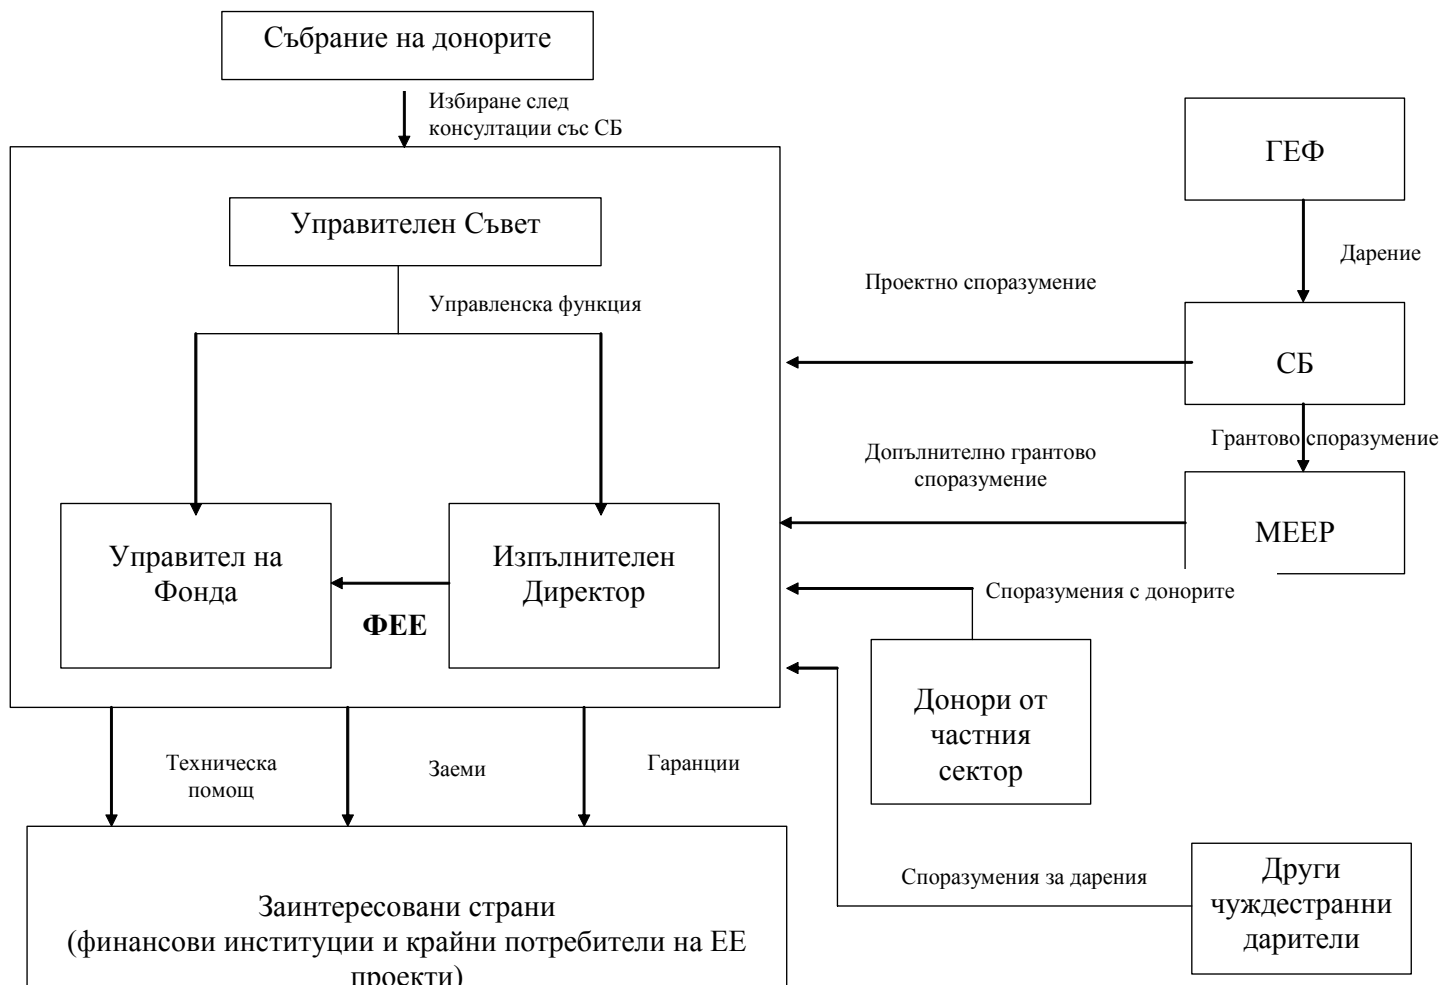 Събрание на донорите
Избиране след
консултации със СБ
ГЕФ
Управителен Съвет
Дарение
Проектно споразумение
Управленска функция
СБ
Грантово споразумение
Допълнително грантово
споразумение
МЕЕР
Управител на
Фонда
Изпълнителен
Директор
ФЕЕ
Споразумения с донорите
Донори от
частния
сектор
Техническа
помощ
Заеми
Гаранции
Споразумения за дарения
Други
чуждестранни
дарители
Заинтересовани страни
(финансови институции и крайни потребители на ЕЕ
проекти)